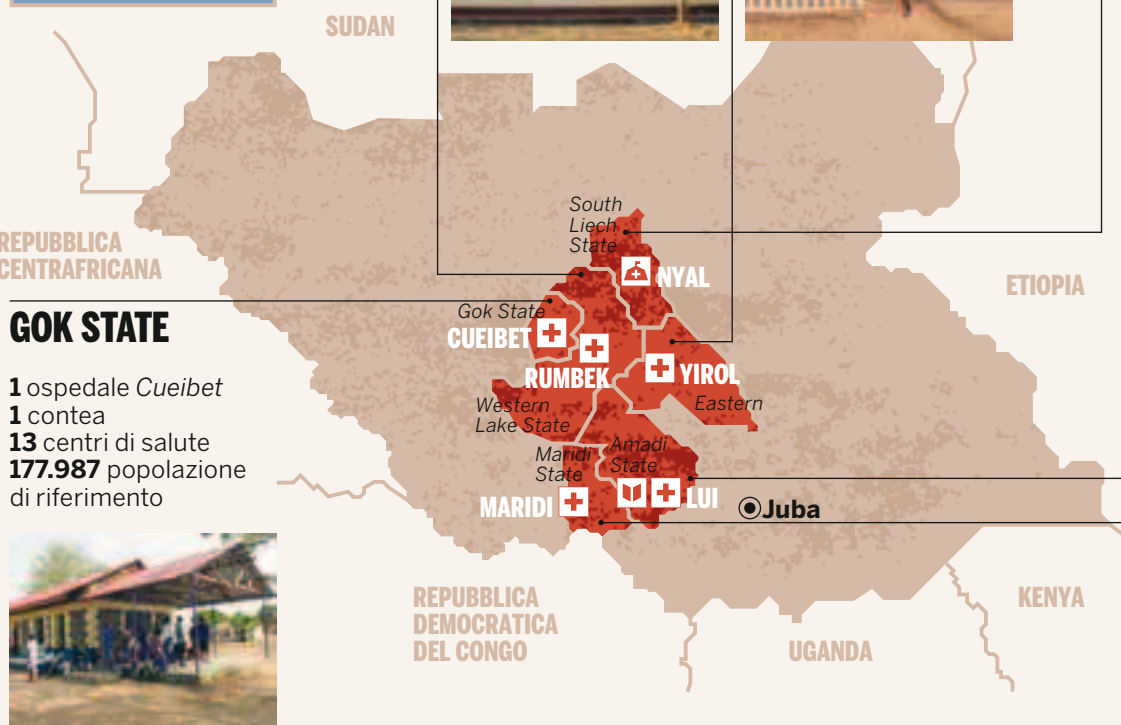 SUDAN
REPUBBLICA
CENTRAFRICANA
South
Liech
State
NYAL
ETIOPIA
Gok State
CUEIBET
RUMBEK
YIROL
Eastern
Western
Lake State
Maridi
State
Amadi
State
MARIDI
LUI
Juba
GOK STATE
1 ospedale Cueibet
1 contea
13 centri di salute
177.987 popolazione
di riferimento
REPUBBLICA
DEMOCRATICA
DEL CONGO
UGANDA
KENYA